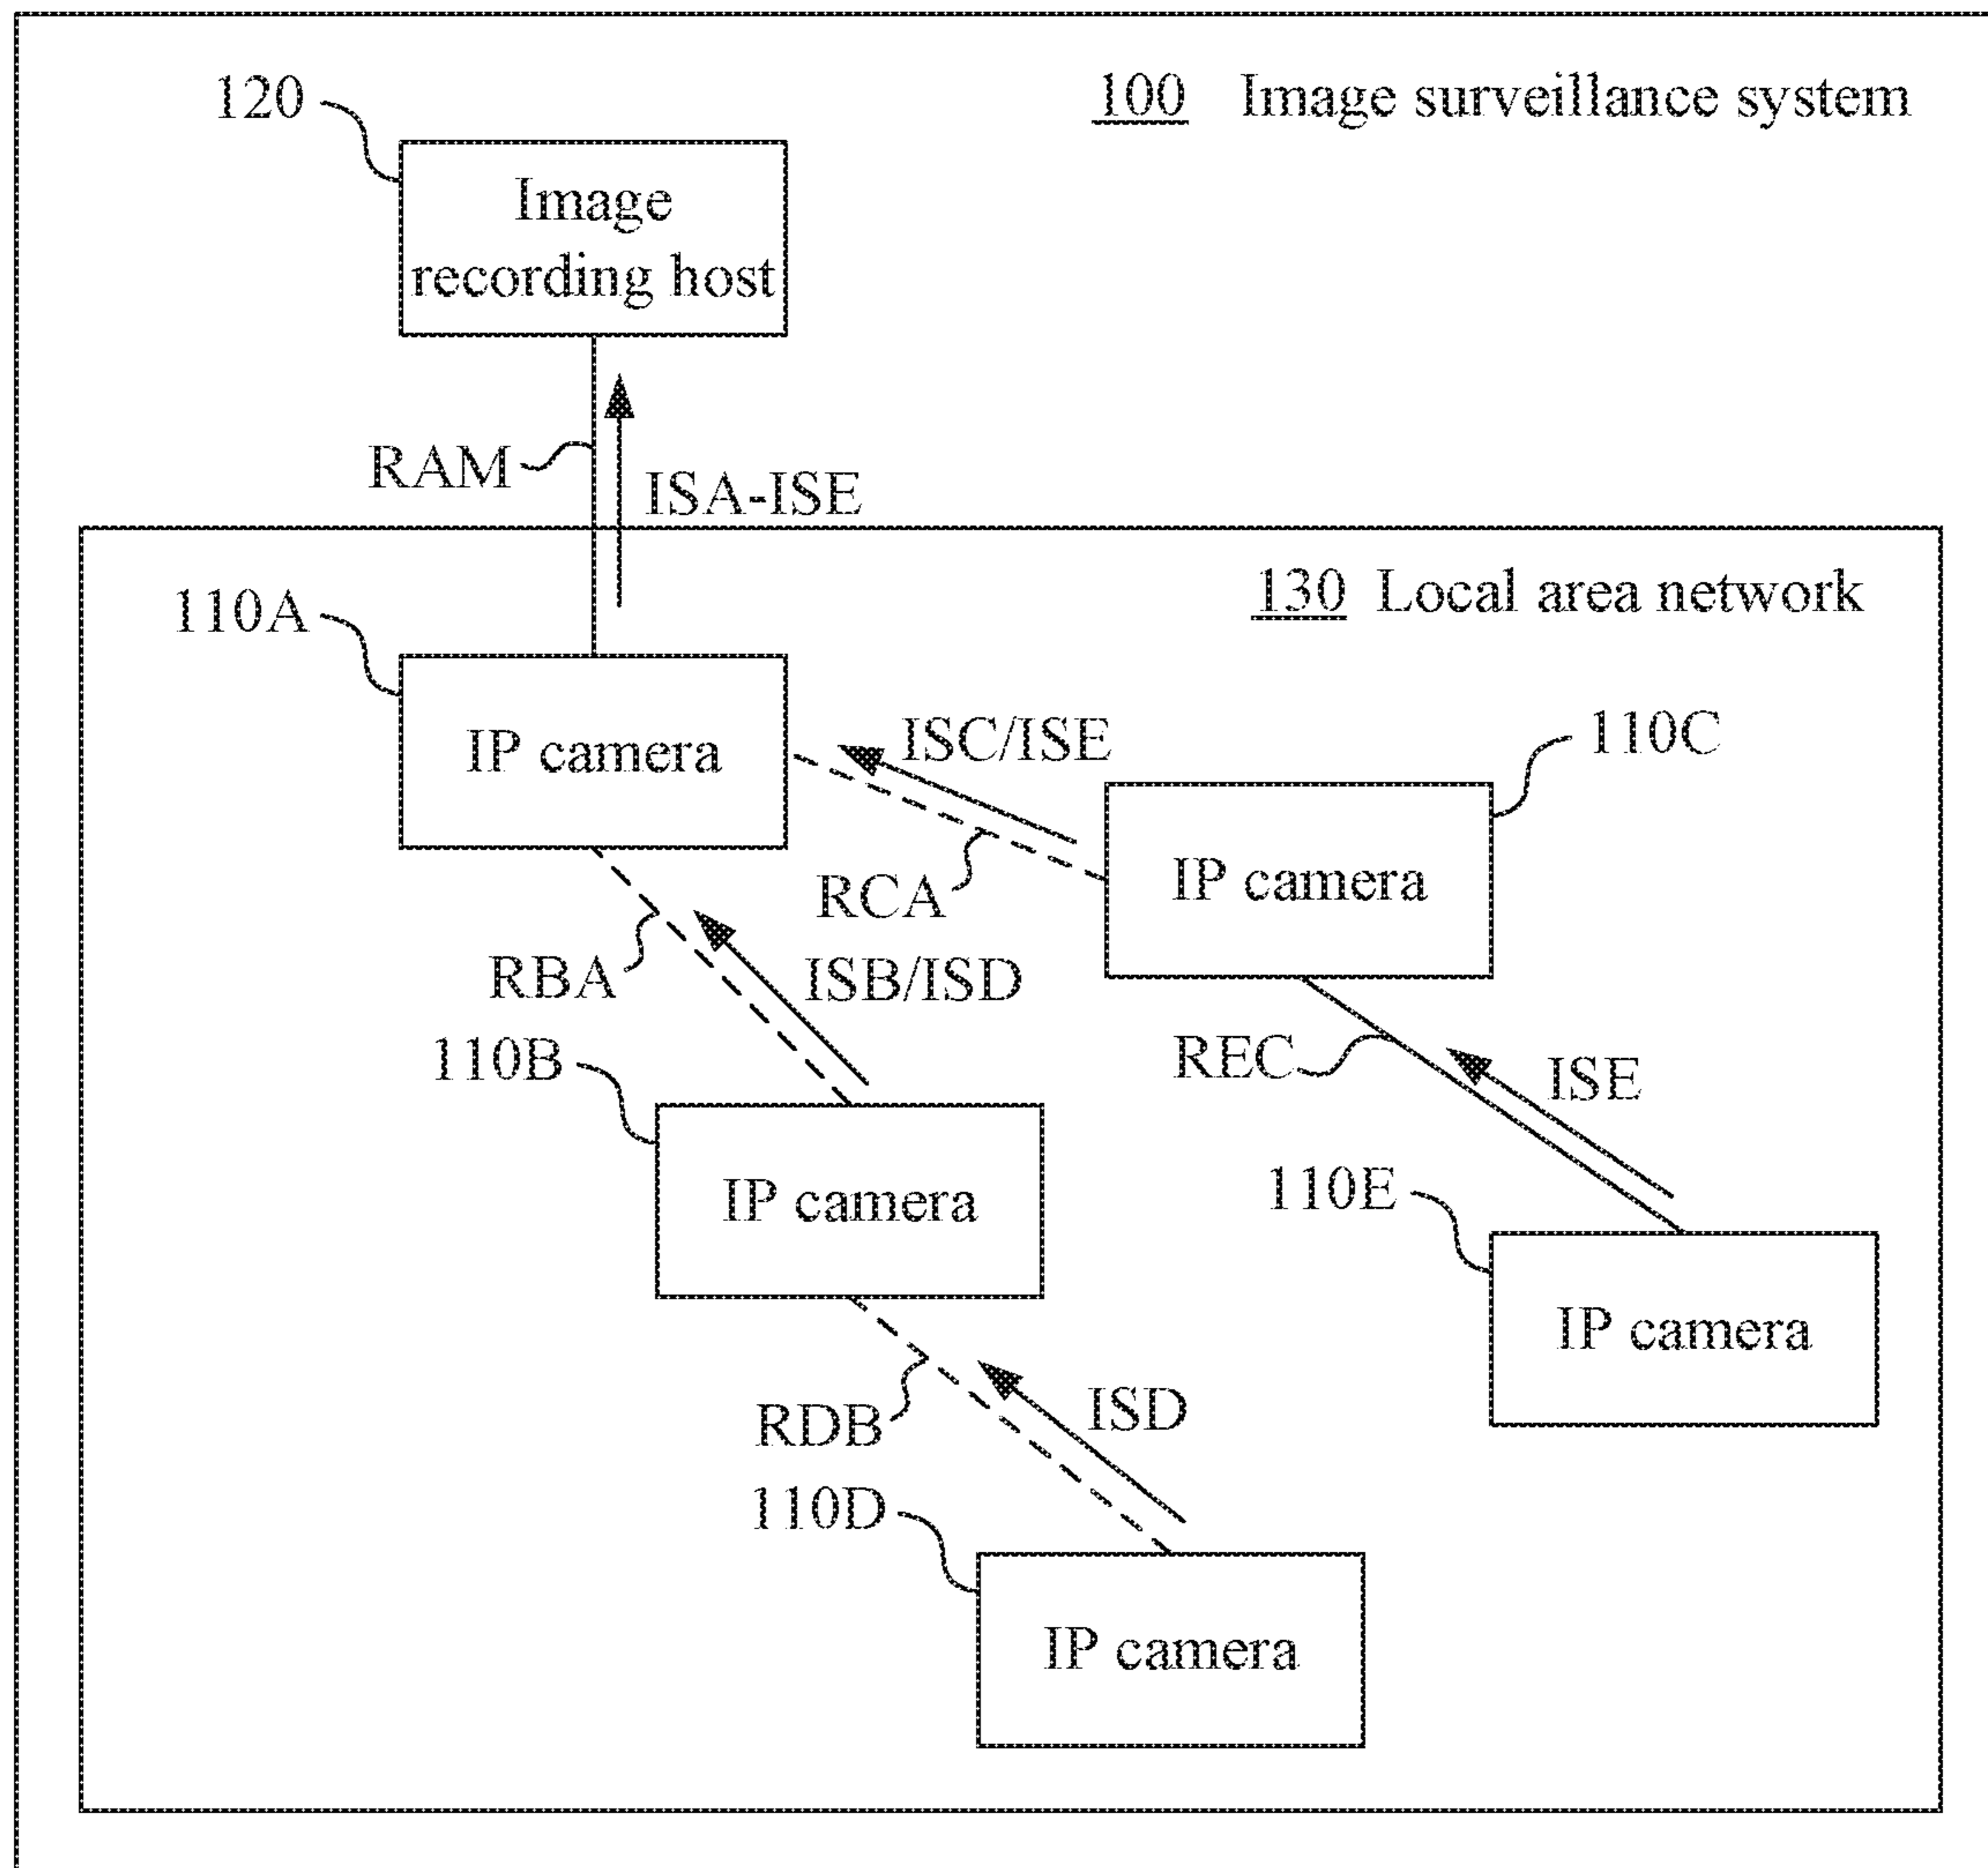 100 Image surveillance system
120
Image
recording host
RAM
ISA-ISE
130 Local area network
110A
IP camera
ISC/ISE
110C
RCA
IP camera
RBA
ISB/ISD
110B
REC
ISE
IP camera
110E
IP camera
RDB
ISD
110D
IP camera